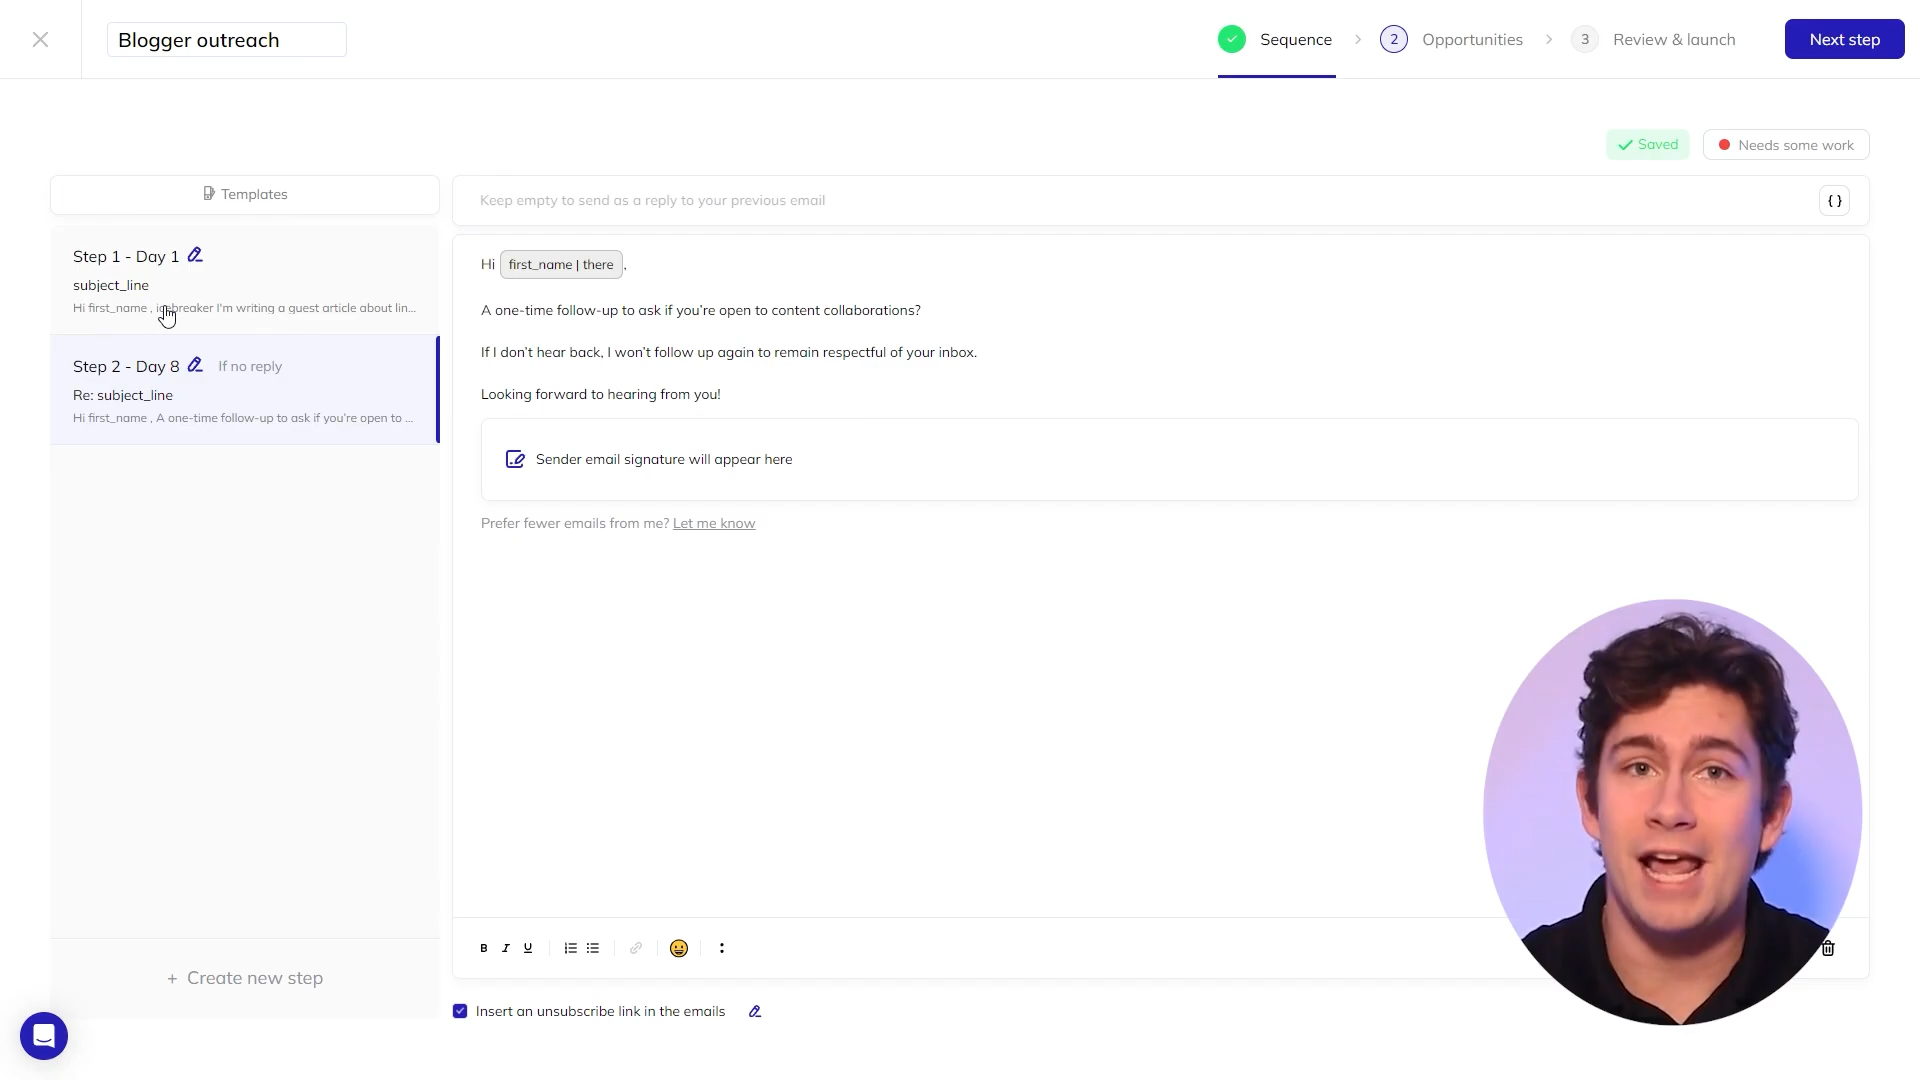 Blogger outreach
Sequence
2
Opportunities
3
Review & launch
Next step
Saved
Needs some work
Templates
Keep empty to send as a reply to your previous email
{ }
Step 1 - Day 1
subject_line
Hi first_name , icebreaker I'm writing a guest article about lin...
Step 2 - Day 8
If no reply
Re: subject_line
Hi first_name , A one-time follow-up to ask if you're open to ...
Hi first_name | there ,
A one-time follow-up to ask if you're open to content collaborations?
If I don't hear back, I won't follow up again to remain respectful of your inbox.
Looking forward to hearing from you!
Sender email signature will appear here
Prefer fewer emails from me? Let me know
B I U
+ Create new step
Insert an unsubscribe link in the emails